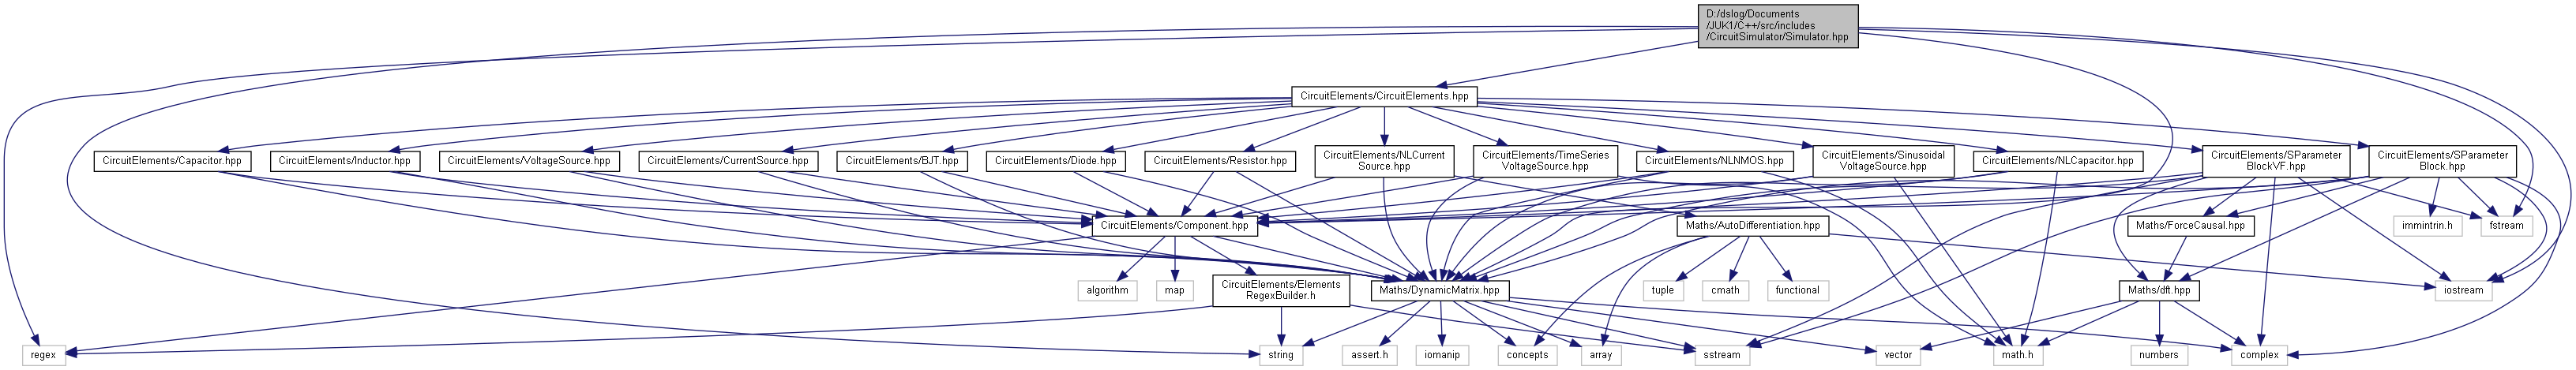 D:/dslog/Documents
/JUK1/C++/src/includes
/CircuitSimulator/Simulator.hpp
CircuitElements/CircuitElements.hpp
CircuitElements/Capacitor.hpp
CircuitElements/Inductor.hpp
CircuitElements/VoltageSource.hpp
CircuitElements/CurrentSource.hpp
CircuitElements/BJT.hpp
CircuitElements/Diode.hpp
CircuitElements/Resistor.hpp
CircuitElements/NLCurrent
Source.hpp
CircuitElements/TimeSeries
VoltageSource.hpp
CircuitElements/NLNMOS.hpp
CircuitElements/Sinusoidal
VoltageSource.hpp
CircuitElements/NLCapacitor.hpp
CircuitElements/SParameter
BlockVF.hpp
CircuitElements/SParameter
Block.hpp
CircuitElements/Component.hpp
Maths/AutoDifferentiation.hpp
Maths/ForceCausal.hpp
immintrin.h
fstream
algorithm
map
CircuitElements/Elements
RegexBuilder.h
Maths/DynamicMatrix.hpp
tuple
cmath
functional
Maths/dft.hpp
iostream
regex
string
assert.h
iomanip
concepts
array
sstream
vector
math.h
numbers
complex